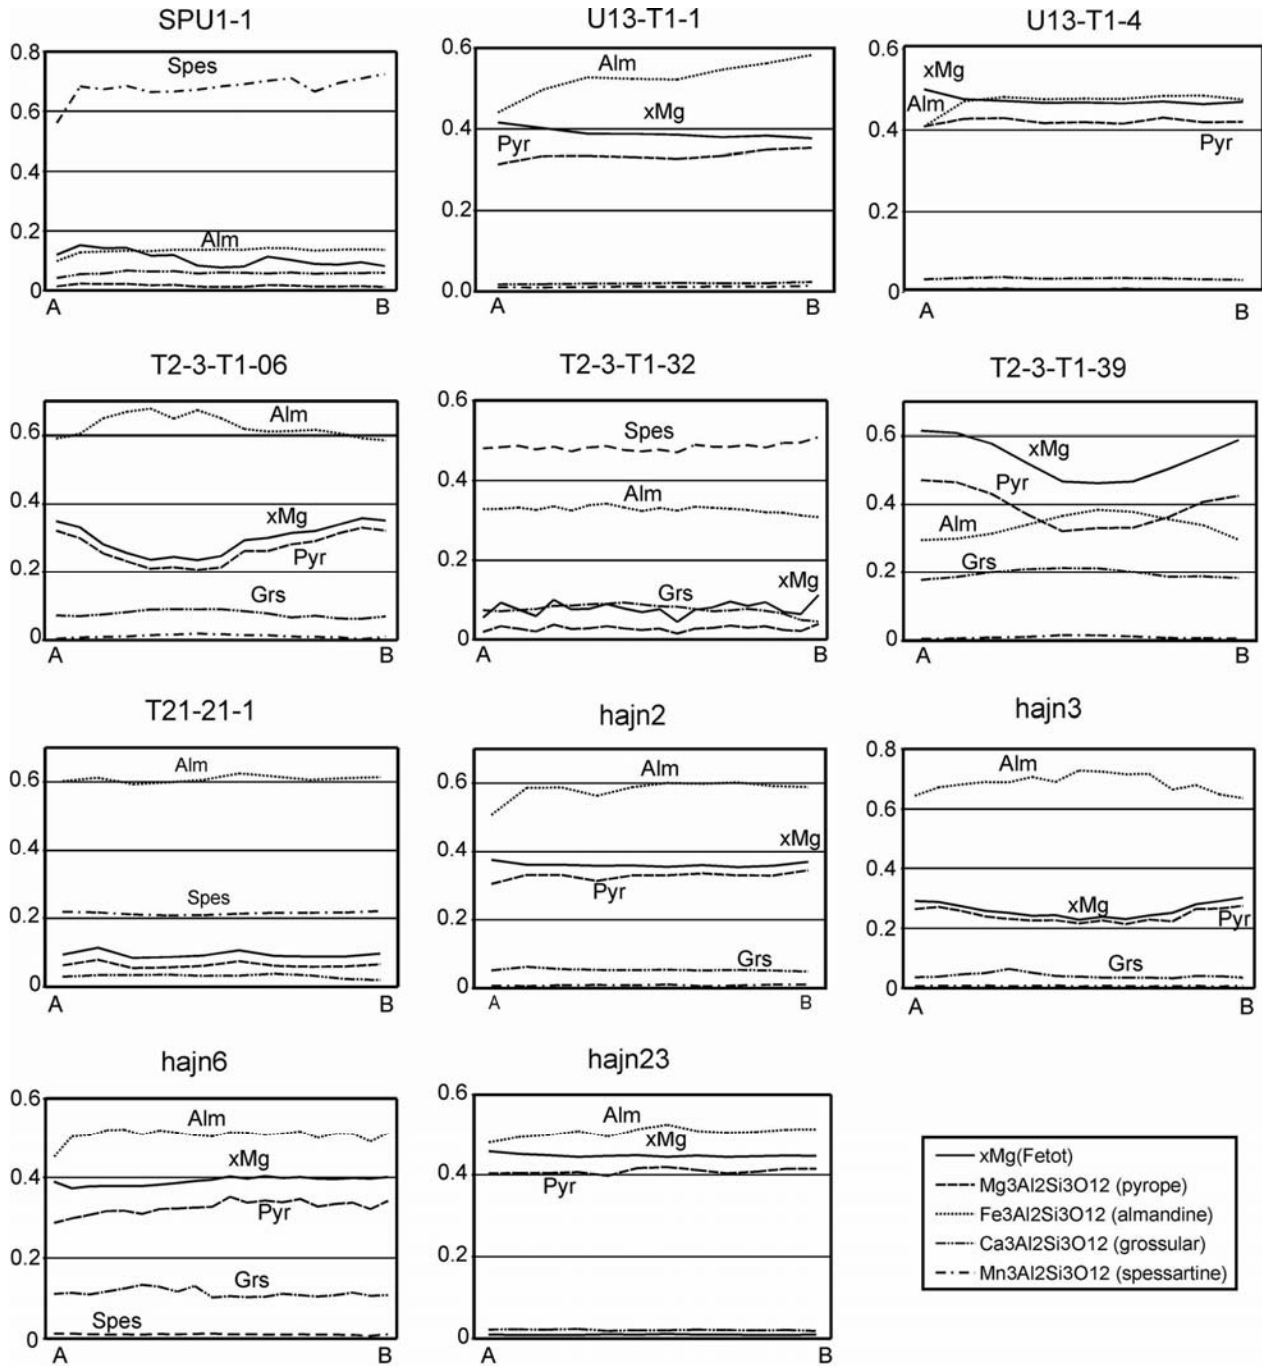 SPU1-1
0.8
0.6
0.4
0.2
0
Spes
Alm
A
B
U13-T1-1
0.6
0.4
0.2
0.0
Alm
xMg
Pyr
A
B
U13-T1-4
0.6
0.4
0.2
0
xMg
Alm
Pyr
A
B
T2-3-T1-06
0.6
0.4
0.2
0
Alm
xMg
Pyr
Grs
A
B
T2-3-T1-32
0.6
0.4
0.2
0
Spes
Alm
xMg
Grs
A
B
T2-3-T1-39
0.6
0.4
0.2
0
xMg
Pyr
Alm
Grs
A
B
T21-21-1
0.6
0.4
0.2
0
Alm
Spes
A
B
hajn2
0.6
0.4
0.2
0
Alm
xMg
Pyr
Grs
A
B
hajn3
0.8
0.6
0.4
0.2
0
Alm
xMg
Pyr
Grs
A
B
hajn6
0.6
0.4
0.2
0
Alm
xMg
Pyr
Grs
Spes
A
B
hajn23
0.6
0.4
0.2
0
Alm
xMg
Pyr
A
B
xMg(Fetot)
Mg3Al2Si3O12 (pyrope)
Fe3Al2Si3O12 (almandine)
Ca3Al2Si3O12 (grossular)
Mn3Al2Si3O12 (spessartine)